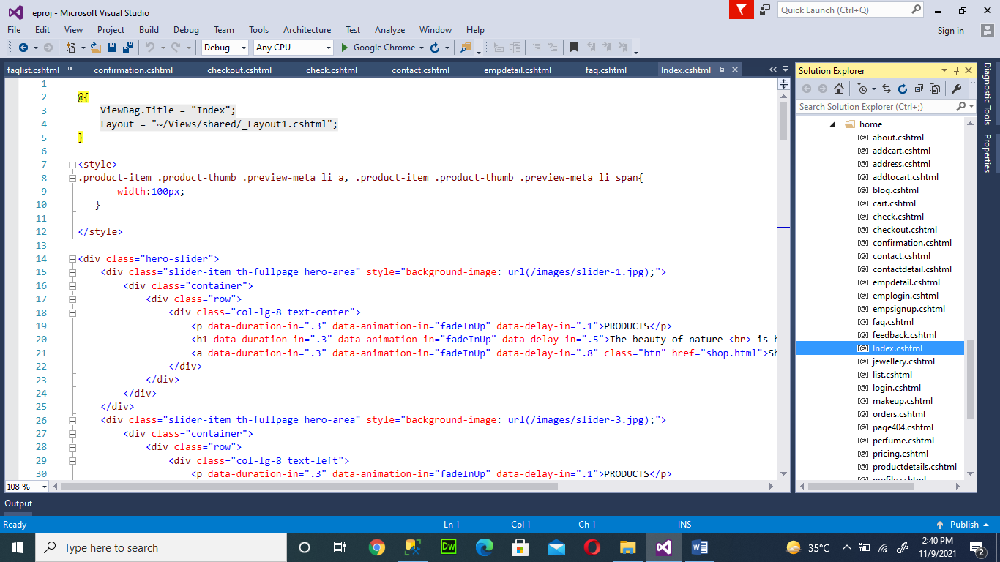 eproj - Microsoft Visual Studio
Quick Launch (Ctrl+Q)
File Edit View Project Build Debug Team Tools Architecture Test Analyze Window Help
Sign in
Debug Any CPU Google Chrome
faqlist.cshtml confirmation.cshtml checkout.cshtml check.cshtml contact.cshtml empdetail.cshtml faq.cshtml Index.cshtml
1
2 @{
3 ViewBag.Title = "Index";
4 Layout = "~/Views/shared/_Layout1.cshtml";
5 }
6
7 <style>
8 .product-item .product-thumb .preview-meta li a, .product-item .product-thumb .preview-meta li span{
9 width:100px;
10 }
11
12 </style>
13
14 <div class="hero-slider">
15 <div class="slider-item th-fullpage hero-area" style="background-image: url(/images/slider-1.jpg);">
16 <div class="container">
17 <div class="row">
18 <div class="col-lg-8 text-center">
19 <p data-duration-in=".3" data-animation-in="fadeInUp" data-delay-in=".1">PRODUCTS</p>
20 <h1 data-duration-in=".3" data-animation-in="fadeInUp" data-delay-in=".5">The beauty of nature <br> is h
21 <a data-duration-in=".3" data-animation-in="fadeInUp" data-delay-in=".8" class="btn" href="shop.html">Sh
22 </div>
23 </div>
24 </div>
25 </div>
26 <div class="slider-item th-fullpage hero-area" style="background-image: url(/images/slider-3.jpg);">
27 <div class="container">
28 <div class="row">
29 <div class="col-lg-8 text-left">
30 <p data-duration-in=".3" data-animation-in="fadeInUp" data-delay-in=".1">PRODUCTS</p>
108 %
Solution Explorer
Search Solution Explorer (Ctrl+;)
home
about.cshtml
addcart.cshtml
address.cshtml
addtocart.cshtml
blog.cshtml
cart.cshtml
check.cshtml
checkout.cshtml
confirmation.cshtml
contact.cshtml
contactdetail.cshtml
empdetail.cshtml
emplogin.cshtml
empsignup.cshtml
faq.cshtml
feedback.cshtml
Index.cshtml
jewellery.cshtml
list.cshtml
login.cshtml
makeup.cshtml
orders.cshtml
page404.cshtml
perfume.cshtml
pricing.cshtml
productdetails.cshtml
profile.cshtml
Diagnostic Tools
Properties
Output
Ready Ln 1 Col 1 Ch 1 INS Publish
Type here to search
Dw
35°C
2:40 PM
11/9/2021
2